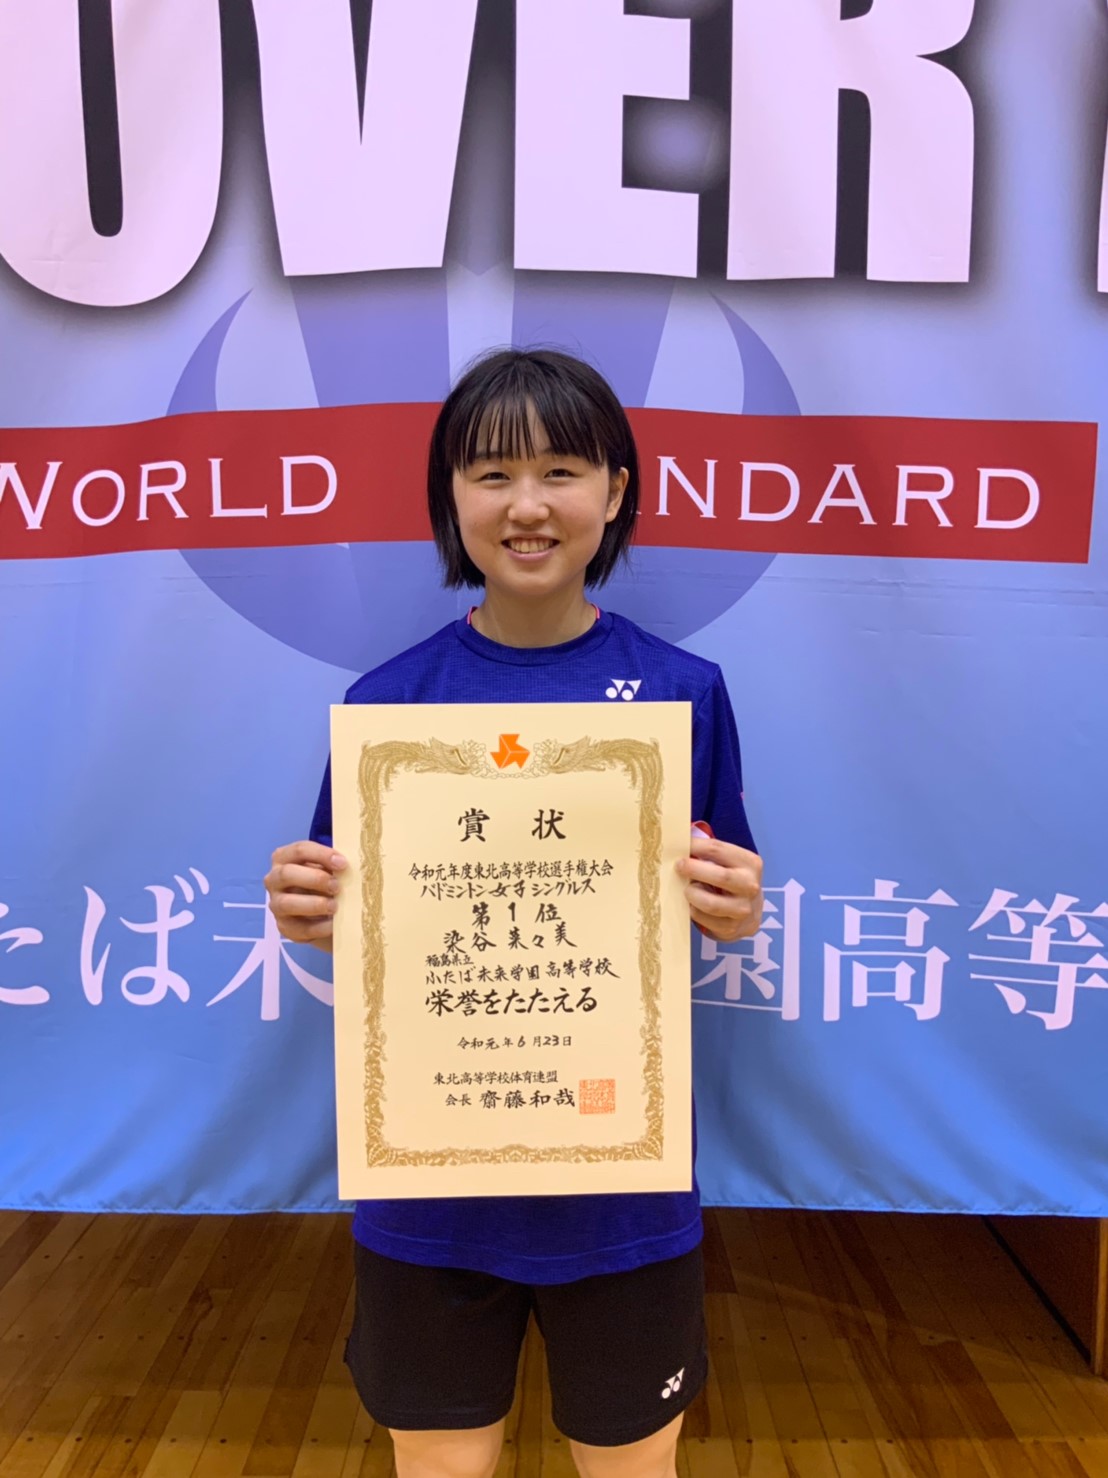 OVER
WORLD
NDARD
たば未
園高等
賞 状
令和元年度東北高等学校選手権大会
バドミントン女子シングルス
第1位
染谷菜々美
福島県立
ふたば未来学園高等学校
栄誉をたたえる
令和元年6月23日
東北高等学校体育連盟
会長 齋藤和哉